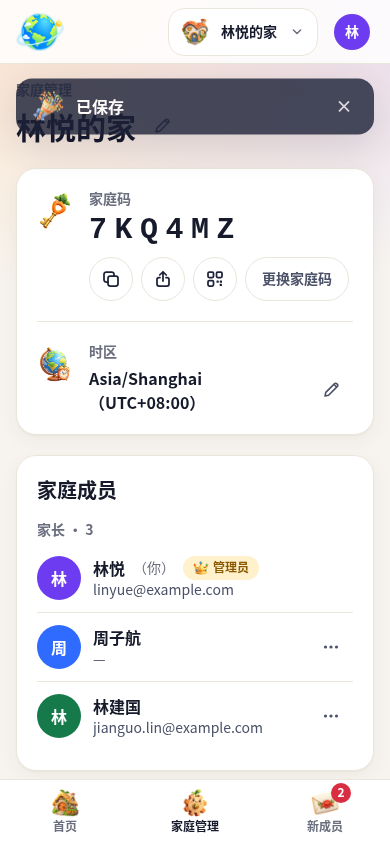 林悦的家
林
家庭管理
已保存
林悦的家
家庭码
7KQ4MZ
更换家庭码
时区
Asia/Shanghai
（UTC+08:00）
家庭成员
家长 · 3
林
林悦 （你） 管理员
linyue@example.com
周
周子航
—
林
林建国
jianguo.lin@example.com
2
首页
家庭管理
新成员